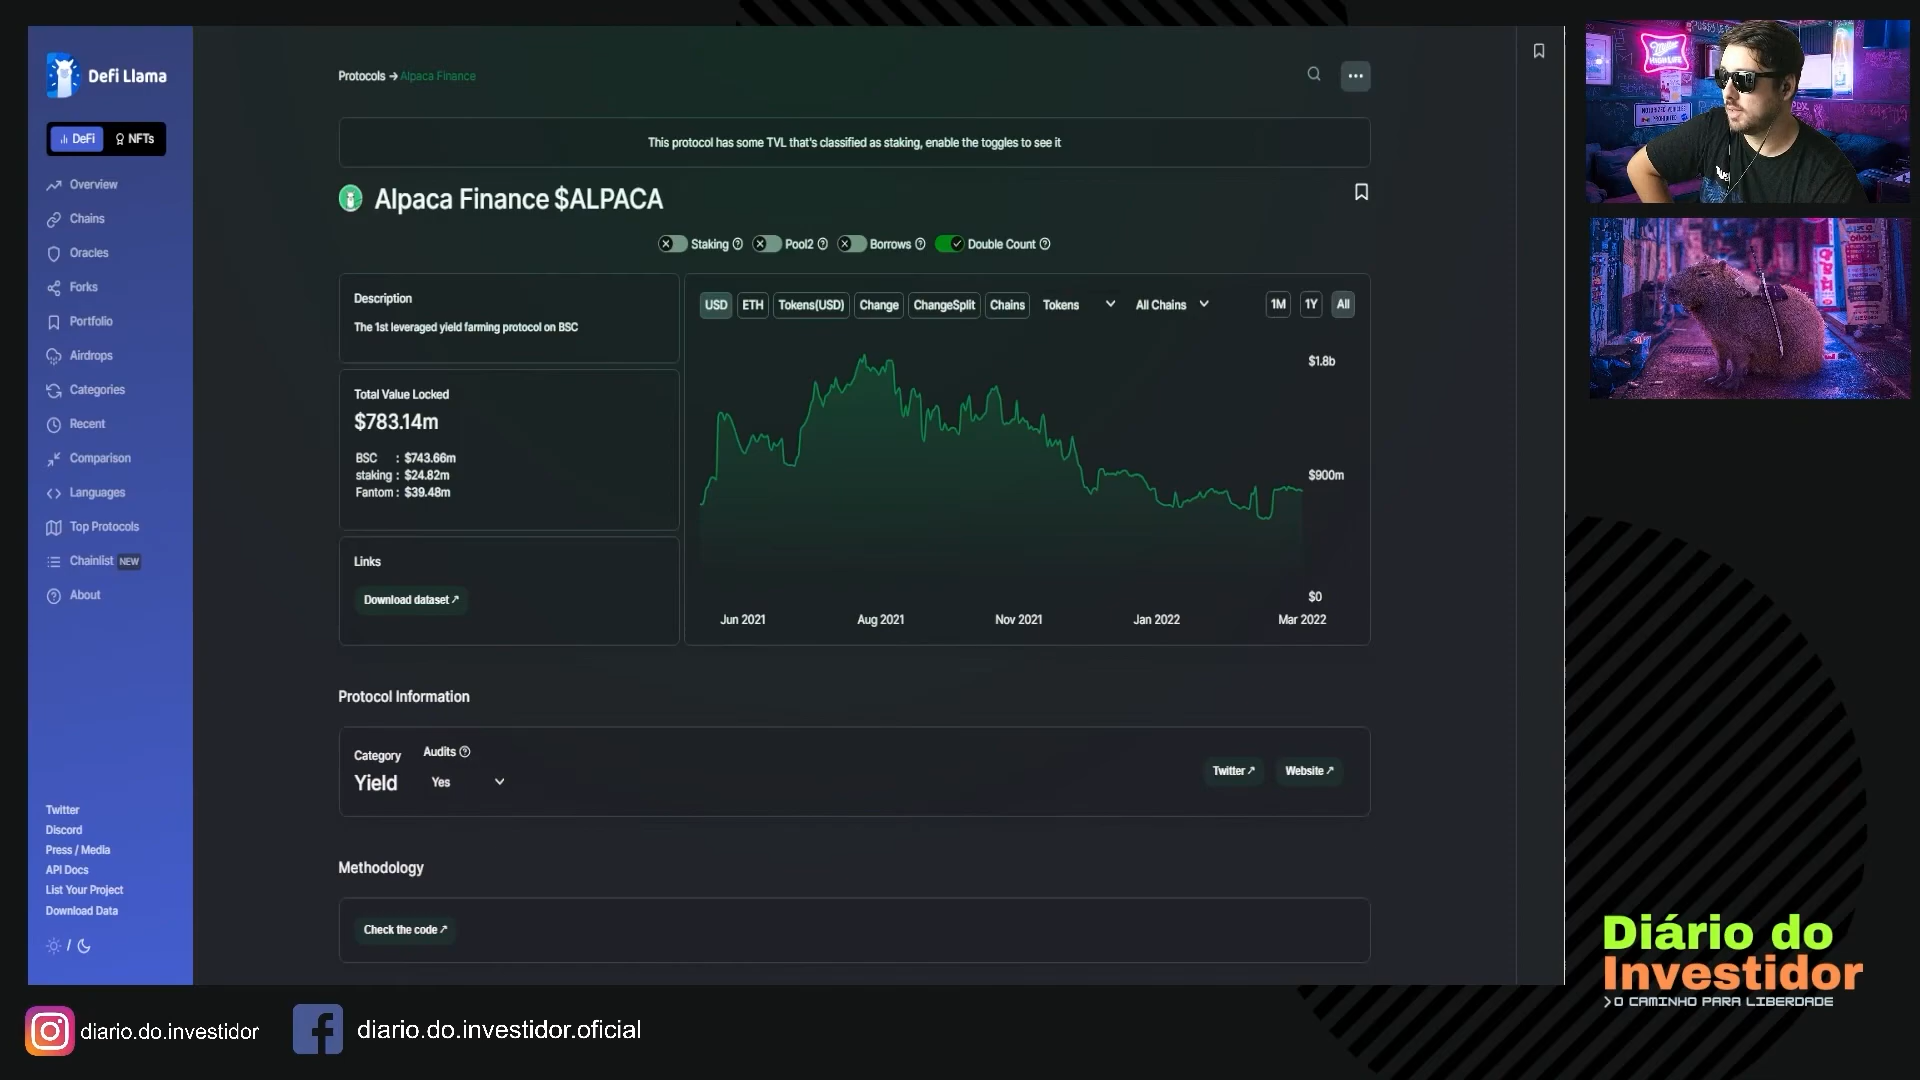 Defi Llama
DeFi
NFTs
Overview
Chains
Oracles
Forks
Portfolio
Airdrops
Categories
Recent
Comparison
Languages
Top Protocols
Chainlist NEW
About
Twitter
Discord
Press / Media
API Docs
List Your Project
Download Data
/
Protocols → Alpaca Finance
This protocol has some TVL that's classified as staking, enable the toggles to see it
Alpaca Finance $ALPACA
Staking
Pool2
Borrows
Double Count
Description
The 1st leveraged yield farming protocol on BSC
Total Value Locked
$783.14m
BSC : $743.66m
staking : $24.82m
Fantom : $39.48m
Links
Download dataset↗
USD ETH Tokens(USD) Change ChangeSplit Chains Tokens All Chains 1M 1Y All
$1.8b
$900m
$0
Jun 2021 Aug 2021 Nov 2021 Jan 2022 Mar 2022
Protocol Information
Category
Yield
Audits
Yes
Twitter↗
Website↗
Methodology
Check the code↗
Miller
HIGH LIFE
Diário do
Investidor
>O CAMINHO PARA LIBERDADE
diario.do.investidor
diario.do.investidor.oficial